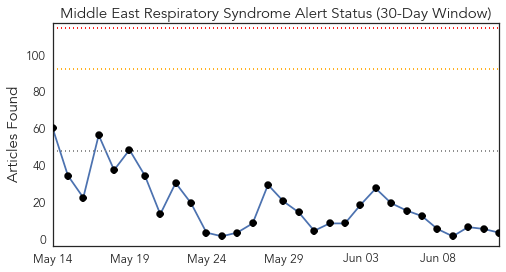 Middle East Respiratory Syndrome Alert Status (30-Day Window)
Articles Found
100
80
60
40
20
0
May 14 May 19 May 24 May 29 Jun 03 Jun 08